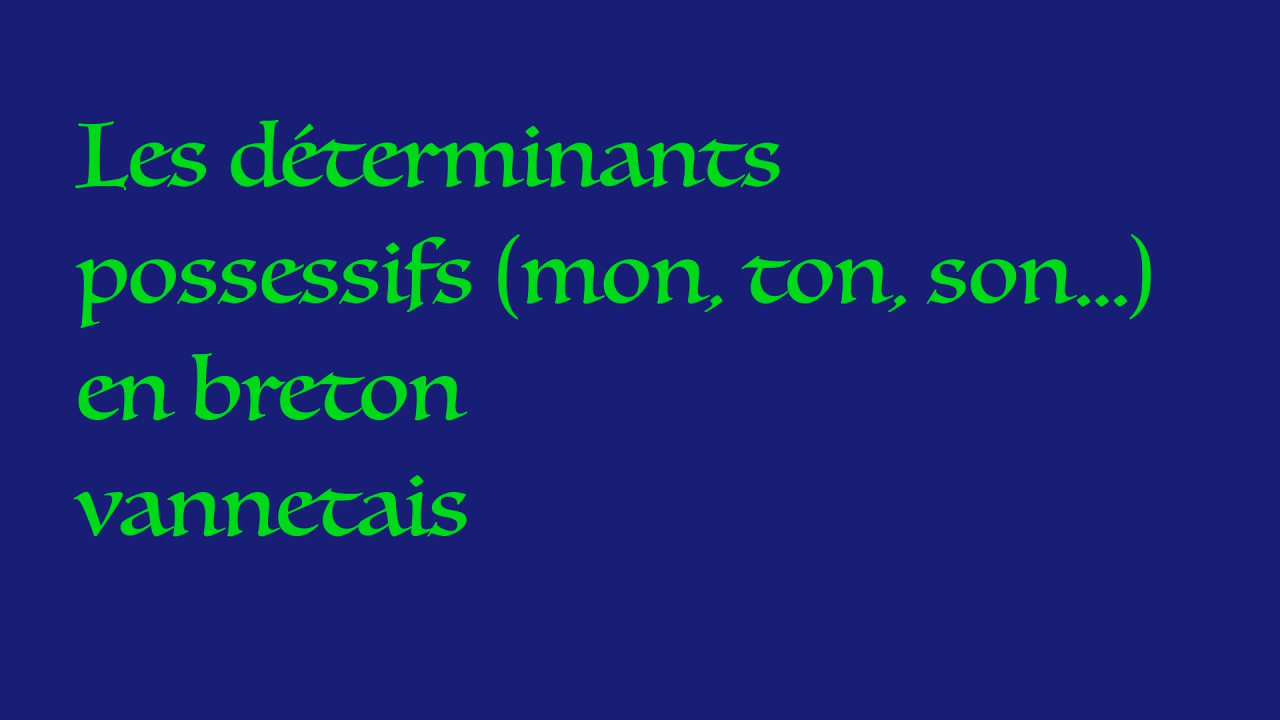 Les déterminants
possessifs (mon, ton, son...)
en breton
vannetais